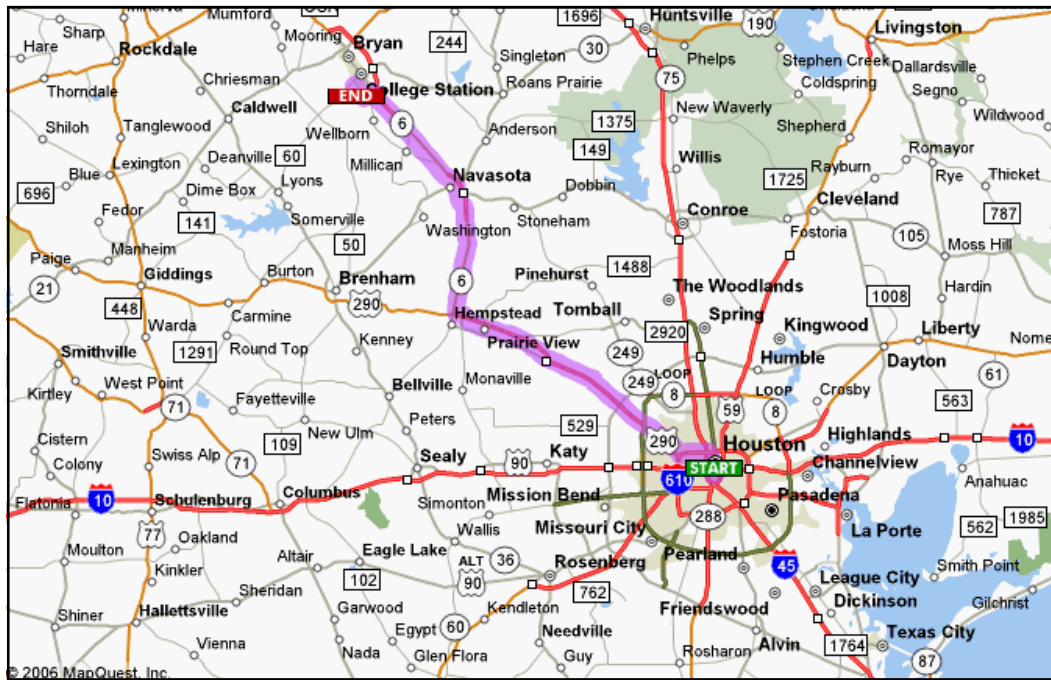 1696
Huntsville
190
Livingston
Sharp
Mumford
Mooring
Bryan
244
Singleton
30
Phelps
Stephen Creek
Dallardsville
Hare
Rockdale
Thorndale
Chriesman
College Station
Roans Prairie
75
Coldspring
Segno
END
Caldwell
New Waverly
Wildwood
Shiloh
Tanglewood
Wellborn
6
Anderson
1375
Shepherd
149
Deanville
60
Millican
Willis
Romayor
Lexington
Blue
696
Dime Box
Lyons
Navasota
Dobbin
1725
Rayburn
Rye
Thicket
Fedor
141
Somerville
Washington
Stoneham
Conroe
Cleveland
787
Fostoria
Manheim
50
105
Moss Hill
Paige
21
Giddings
Burton
Brenham
6
Pinehurst
1488
The Woodlands
1008
Hardin
448
Carmine
290
Hempstead
Tomball
Spring
Warda
Kingwood
Liberty
Smithville
1291
Round Top
Kenney
Prairie View
2920
249
Humble
Dayton
Nome
Kirtley
West Point
Bellville
Monaville
249
LOOP
8
LOOP
8
Crosby
61
71
Fayetteville
Peters
59
563
Cistern
109
New Ulm
529
290
Houston
Highlands
10
Colony
Swiss Alp
71
Sealy
90
Katy
START
Channelview
Flatonia
10
Schulenburg
Columbus
Simonton
Mission Bend
610
Pasadena
Anahuac
77
Wallis
Missouri City
288
La Porte
562
1985
Moulton
Oakland
Altair
Eagle Lake
ALT
90
36
Rosenberg
Pearland
45
Kinkler
Sheridan
102
762
League City
Smith Point
Shiner
Hallettsville
Garwood
60
Kendleton
Friendswood
Dickinson
Gilchrist
Vienna
Nada
Egypt
Needville
Alvin
1764
Texas City
Glen Flora
Guy
Rosharon
87
© 2006 MapQuest, Inc.